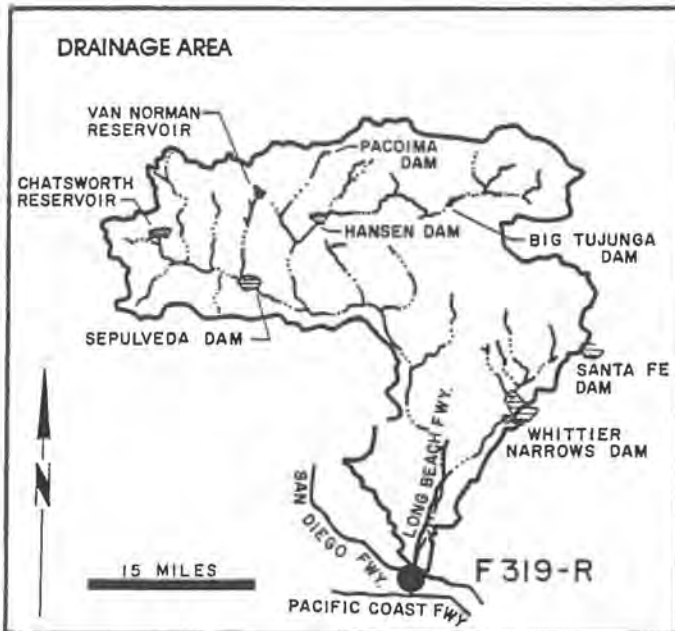 DRAINAGE AREA
VAN NORMAN
RESERVOIR
PACOIMA
DAM
CHATSWORTH
RESERVOIR
HANSEN DAM
BIG TUJUNGA
DAM
SEPULVEDA DAM
SANTA FE
DAM
WHITTIER
NARROWS DAM
LONG BEACH FWY.
SAN DIEGO FWY.
N
15 MILES
F319-R
PACIFIC COAST FWY